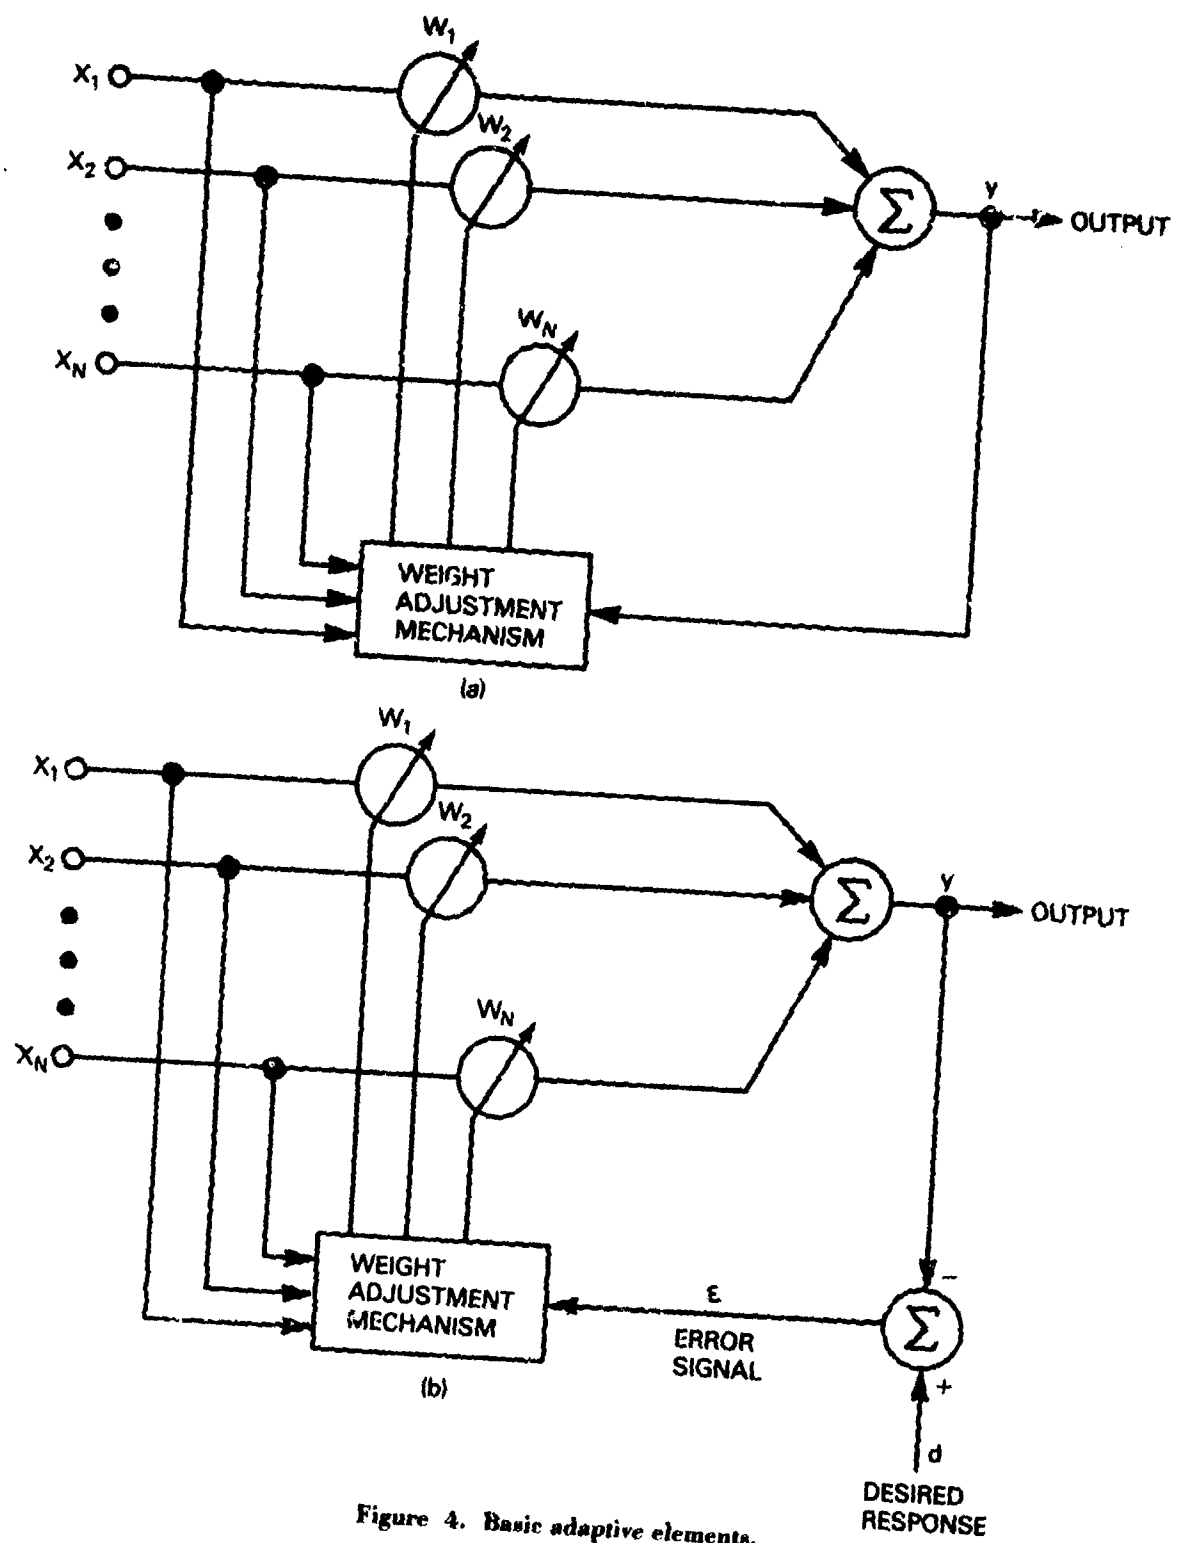 W1
X1
W2
X2
Σ
y
OUTPUT
WN
XN
WEIGHT
ADJUSTMENT
MECHANISM
(a)
W1
X1
W2
X2
Σ
y
OUTPUT
WN
XN
WEIGHT
ADJUSTMENT
MECHANISM
(b)
ε
ERROR
SIGNAL
−
Σ
+
d
DESIRED
RESPONSE
Figure 4. Basic adaptive elements.